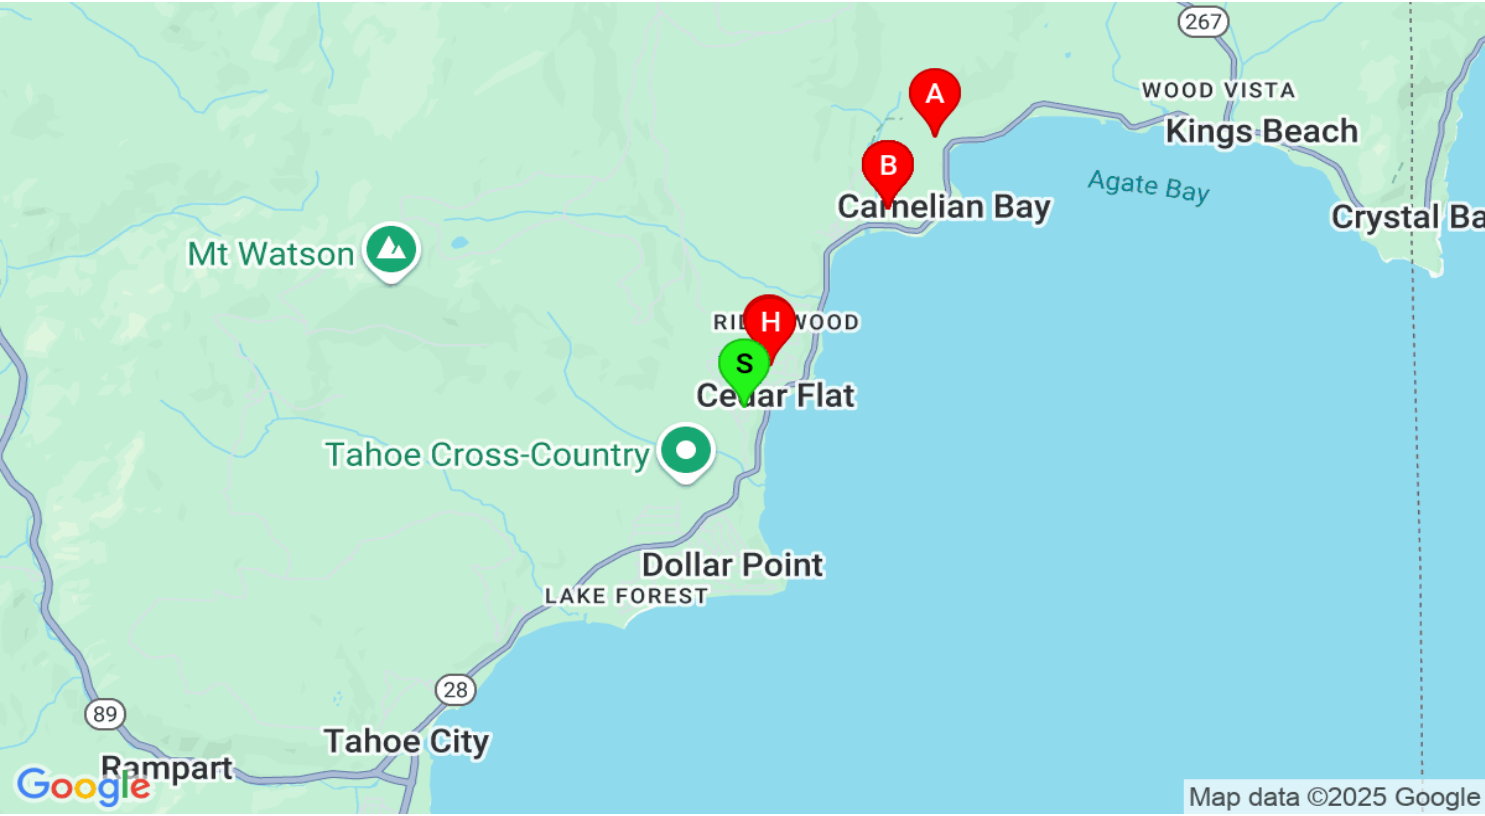 267
WOOD VISTA
Kings Beach
A
B
Carnelian Bay
Agate Bay
Crystal Ba
Mt Watson
H
S
Cedar Flat
Tahoe Cross-Country
Dollar Point
LAKE FOREST
28
89
Tahoe City
Rampart
Google
Map data ©2025 Google